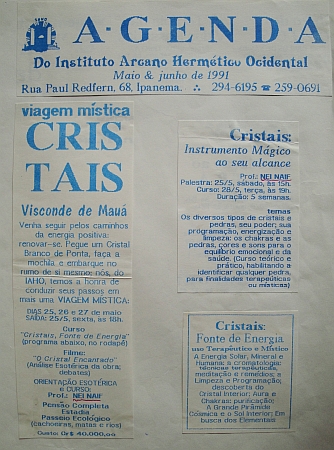 A·G·E·N·D·A
Do Instituto Arcano Hermético Ocidental
Maio & junho de 1991
Rua Paul Redfern, 68, Ipanema. ∴ 294-6195 ☎ 259-0691
viagem mística
CRIS
TAIS
Visconde de Mauá
Venha seguir pelos caminhos
da energia positiva:
renovar-se. Pegue um Cristal
Branco de Ponta, faça a
mochila e embarque no
rumo de si mesmo; nós, do
IAHO, temos a honra de
conduzir seus passos em
mais uma VIAGEM MÍSTICA:
DIAS 25, 26 e 27 de maio
SAÍDA: 25/5, sexta, às 18h.
Curso
"Cristais, Fonte de Energia"
(programa abaixo, no rodapé)
Filme:
"O Cristal Encantado"
(Análise Esotérica da obra;
debates)
ORIENTAÇÃO ESOTÉRICA
e CURSO:
Prof.: NEI NAIF
Pensão Completa
Estadia
Passeio Ecológico
(cachoeiras, matas e rios)
Custo: Cr$ 40.000,00
Cristais:
Instrumento Mágico
ao seu alcance
Prof.: NEI NAIF
Palestra: 25/5, sábado, às 15h.
Curso: 28/5, terça, às 19h.
Duração: 5 semanas.
temas
Os diversos tipos de cristais e
pedras, seu poder; sua
programação, energização e
limpeza: os chakras e as
pedras, cores e sons para o
equilíbrio emocional e da
saúde. (Curso teórico e
prático, habilitando a
identificar qualquer pedra,
para finalidades terapêuticas
ou místicas)
Cristais:
Fonte de Energia
uso Terapêutico e Místico
A Energia Solar, Mineral e
Humana; a cromoterapia:
técnicas terapêuticas,
meditação e remédios; a
Limpeza e Programação;
descoberta do
Cristal Interior; Aura e
Chakras: purificação;
A Grande Pirâmide
Cósmica e o Sol Interior; Em
busca dos Elementais